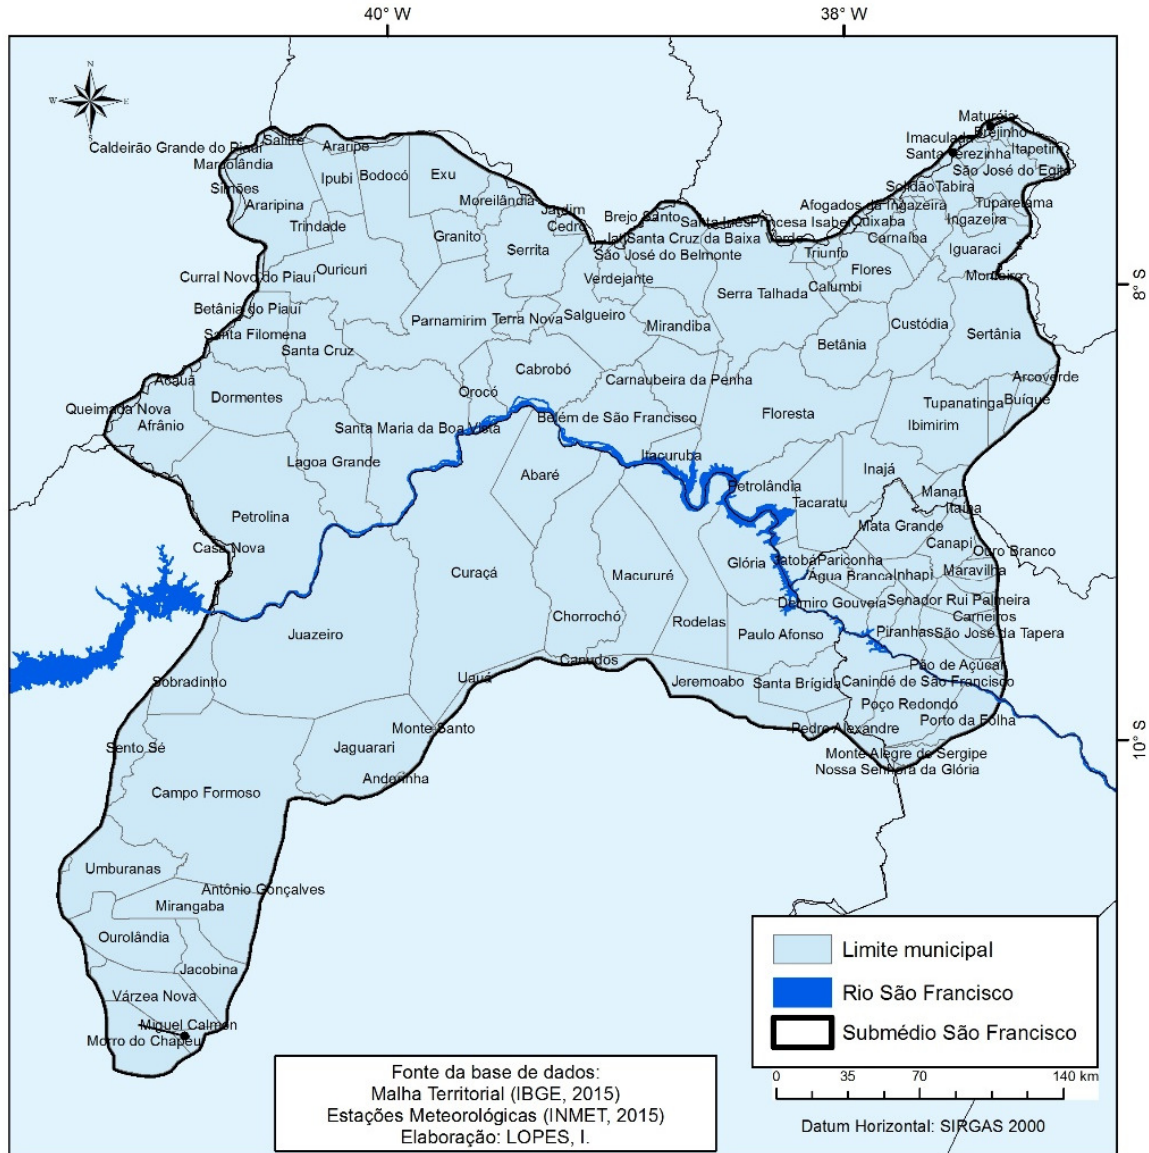 40° W
38° W
N
W
E
S
Maturéia
Brejinho
Imaculada
Itapetim
Santa Terezinha
São José do Egito
Salitre
Araripe
Caldeirão Grande do Piauí
Marcolândia
Ipubi
Bodocó
Exu
Simões
Solidão
Tabira
Araripina
Moreilândia
Tuparetama
Afogados da Ingazeira
Jardim
Brejo Santo
Ingazeira
Trindade
Cedro
Santa Inês
Princesa Isabel
Quixaba
Granito
Santa Cruz da Baixa Verde
Carnaíba
Serrita
São José do Belmonte
Triunfo
Iguaraci
Ouricuri
Flores
Curral Novo do Piauí
Verdejante
Monteiro
8° S
Calumbi
Serra Talhada
Betânia do Piauí
Parnamirim
Terra Nova
Salgueiro
Mirandiba
Custódia
Santa Filomena
Sertânia
Santa Cruz
Betânia
Cabrobó
Acauã
Carnaubeira da Penha
Arcoverde
Orocó
Dormentes
Queimada Nova
Buíque
Tupanatinga
Afrânio
Belém de São Francisco
Floresta
Santa Maria da Boa Vista
Ibimirim
Itacuruba
Lagoa Grande
Abaré
Inajá
Petrolândia
Manari
Tacaratu
Itaíba
Petrolina
Mata Grande
Casa Nova
Canapi
Ouro Branco
Glória
Jatobá
Pariconha
Curaçá
Macururé
Água Branca
Inhapi
Maravilha
Delmiro Gouveia
Senador Rui Palmeira
Chorrochó
Carneiros
Rodelas
Juazeiro
Paulo Afonso
Piranhas
São José da Tapera
Canudos
Pão de Açúcar
Uauá
Sobradinho
Jeremoabo
Santa Brígida
Canindé de São Francisco
Poço Redondo
Porto da Folha
Monte Santo
Pedro Alexandre
Sento Sé
Jaguarari
10° S
Monte Alegre de Sergipe
Nossa Senhora da Glória
Andorinha
Campo Formoso
Umburanas
Antônio Gonçalves
Mirangaba
Ourolândia
Jacobina
Várzea Nova
Miguel Calmon
Morro do Chapéu
Limite municipal
Rio São Francisco
Submédio São Francisco
0 35 70 140 km
Datum Horizontal: SIRGAS 2000
Fonte da base de dados:
Malha Territorial (IBGE, 2015)
Estações Meteorológicas (INMET, 2015)
Elaboração: LOPES, I.